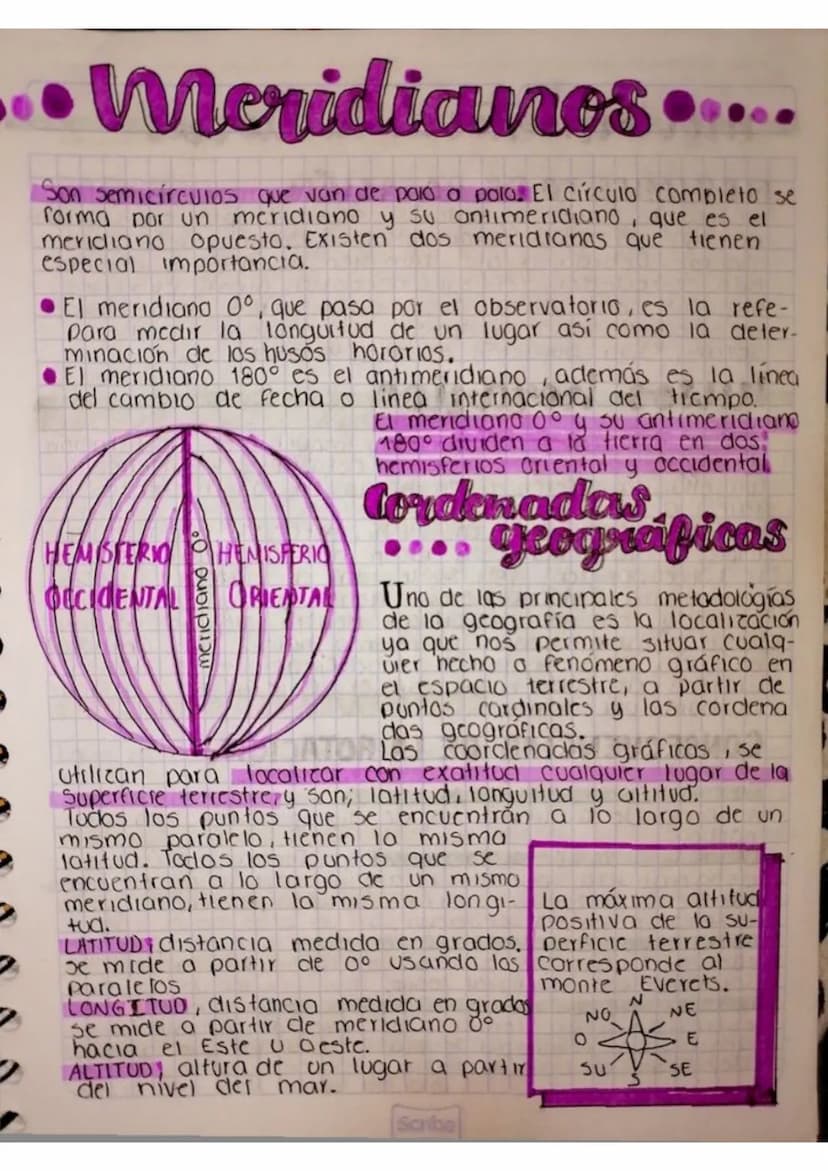 Meridianos
Son semicírculos que van de polo a polo. El círculo completo se
forma por un meridiano y su antimeridiano, que es el
meridiano opuesto. Existen dos meridianos que tienen
especial importancia.
• El meridiano 0°, que pasa por el observatorio, es la refe-
para medir la longuitud de un lugar así como la deter-
minación de los husos horarios.
• El meridiano 180° es el antimeridiano, además es la línea
del cambio de fecha o línea internacional del tiempo.
El meridiano 0° y su antimeridiano
180° dividen a la tierra en dos:
hemisferios oriental y occidental
HEMISFERIO
OCCIDENTAL
meridiano 0°
HEMISFERIO
ORIENTAL
Cordenadas
geográficas
Una de las principales metodologías
de la geografía es la localización
ya que nos permite situar cualq-
uier hecho o fenómeno gráfico en
el espacio terrestre, a partir de
puntos cardinales y las cordena
das geográficas.
Las coordenadas gráficas, se
utilizan para localizar con exatitud cualquier lugar de la
superficie terrestre, y son; latitud, longuitud y altitud.
Todos los puntos que se encuentrán a lo largo de un
mismo paralelo, tienen la misma
latitud. Todos los puntos que se
encuentran a lo largo de un mismo
meridiano, tienen la misma longi-
tud.
LATITUD; distancia medida en grados,
se mide a partir de 0° usando los
paralelos
LONGITUD, distancia medida en grados
se mide a partir de meridiano 0°
hacia el Este u Oeste.
ALTITUD; altura de un lugar a partir
del nivel del mar.
La máxima altitud
positiva de la su-
perficie terrestre
corresponde al
monte Everets.
N
NO NE
O E
SU SE
S
Scribe